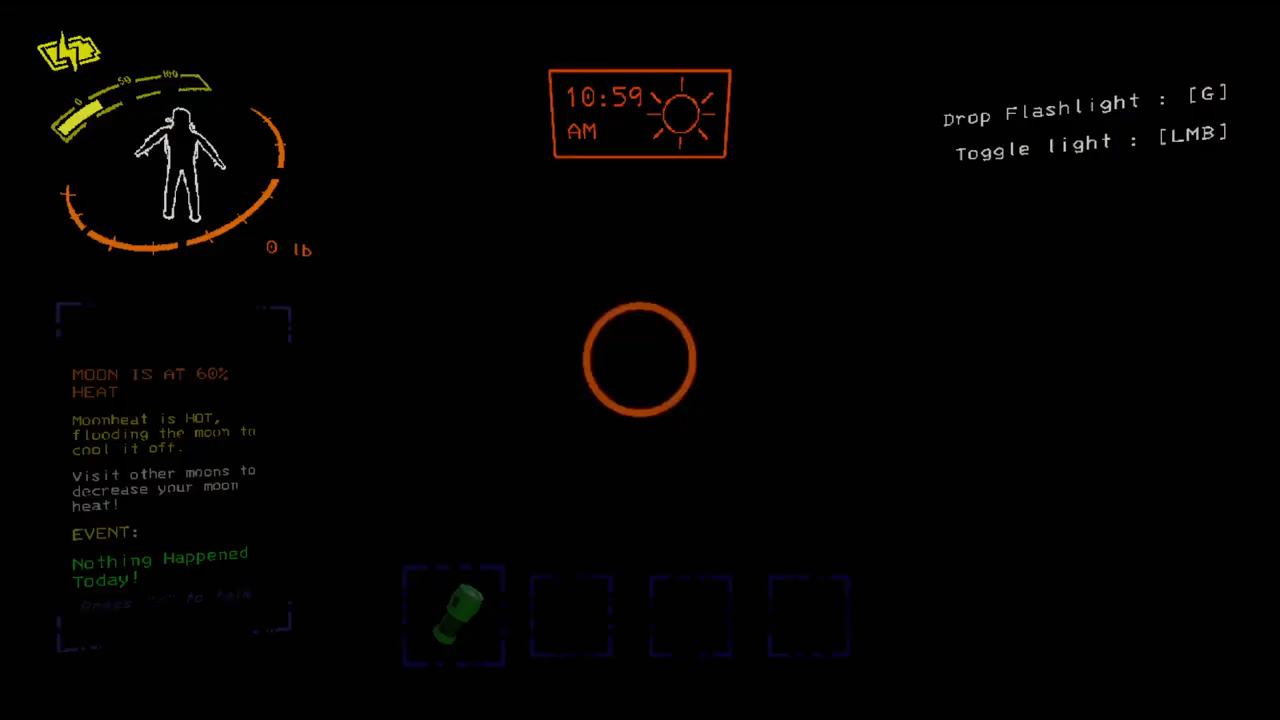 0 50 100
10:59
AM
Drop Flashlight : [G]
Toggle light : [LMB]
0 lb
MOON IS AT 60%
HEAT
Moonheat is HOT,
flooding the moon to
cool it off.
Visit other moons to
decrease your moon
heat!
EVENT:
Nothing Happened
Today!